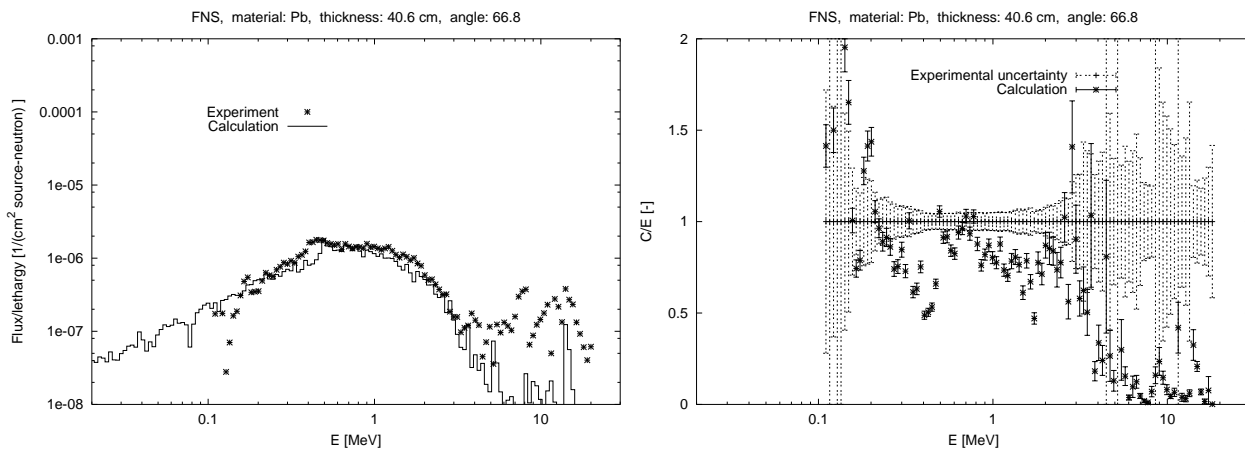 FNS, material: Pb, thickness: 40.6 cm, angle: 66.8
0.001
0.0001
1e-05
1e-06
1e-07
1e-08
Flux/lethargy [1/(cm² source-neutron) ]
Experiment
Calculation
0.1
1
10
E [MeV]
FNS, material: Pb, thickness: 40.6 cm, angle: 66.8
2
1.5
1
0.5
0
C/E [-]
Experimental uncertainty
Calculation
0.1
1
10
E [MeV]